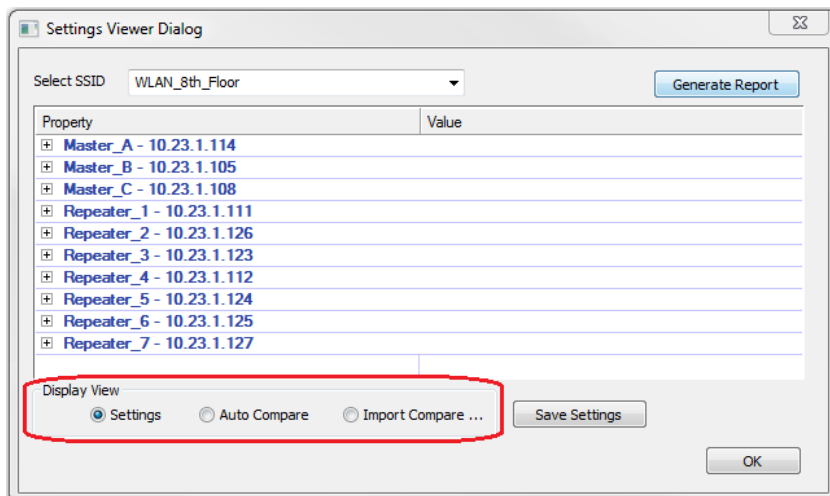 Settings Viewer Dialog
Select SSID WLAN_8th_Floor Generate Report
Property Value
Master_A - 10.23.1.114
Master_B - 10.23.1.105
Master_C - 10.23.1.108
Repeater_1 - 10.23.1.111
Repeater_2 - 10.23.1.126
Repeater_3 - 10.23.1.123
Repeater_4 - 10.23.1.112
Repeater_5 - 10.23.1.124
Repeater_6 - 10.23.1.125
Repeater_7 - 10.23.1.127
Display View
Settings Auto Compare Import Compare ... Save Settings
OK